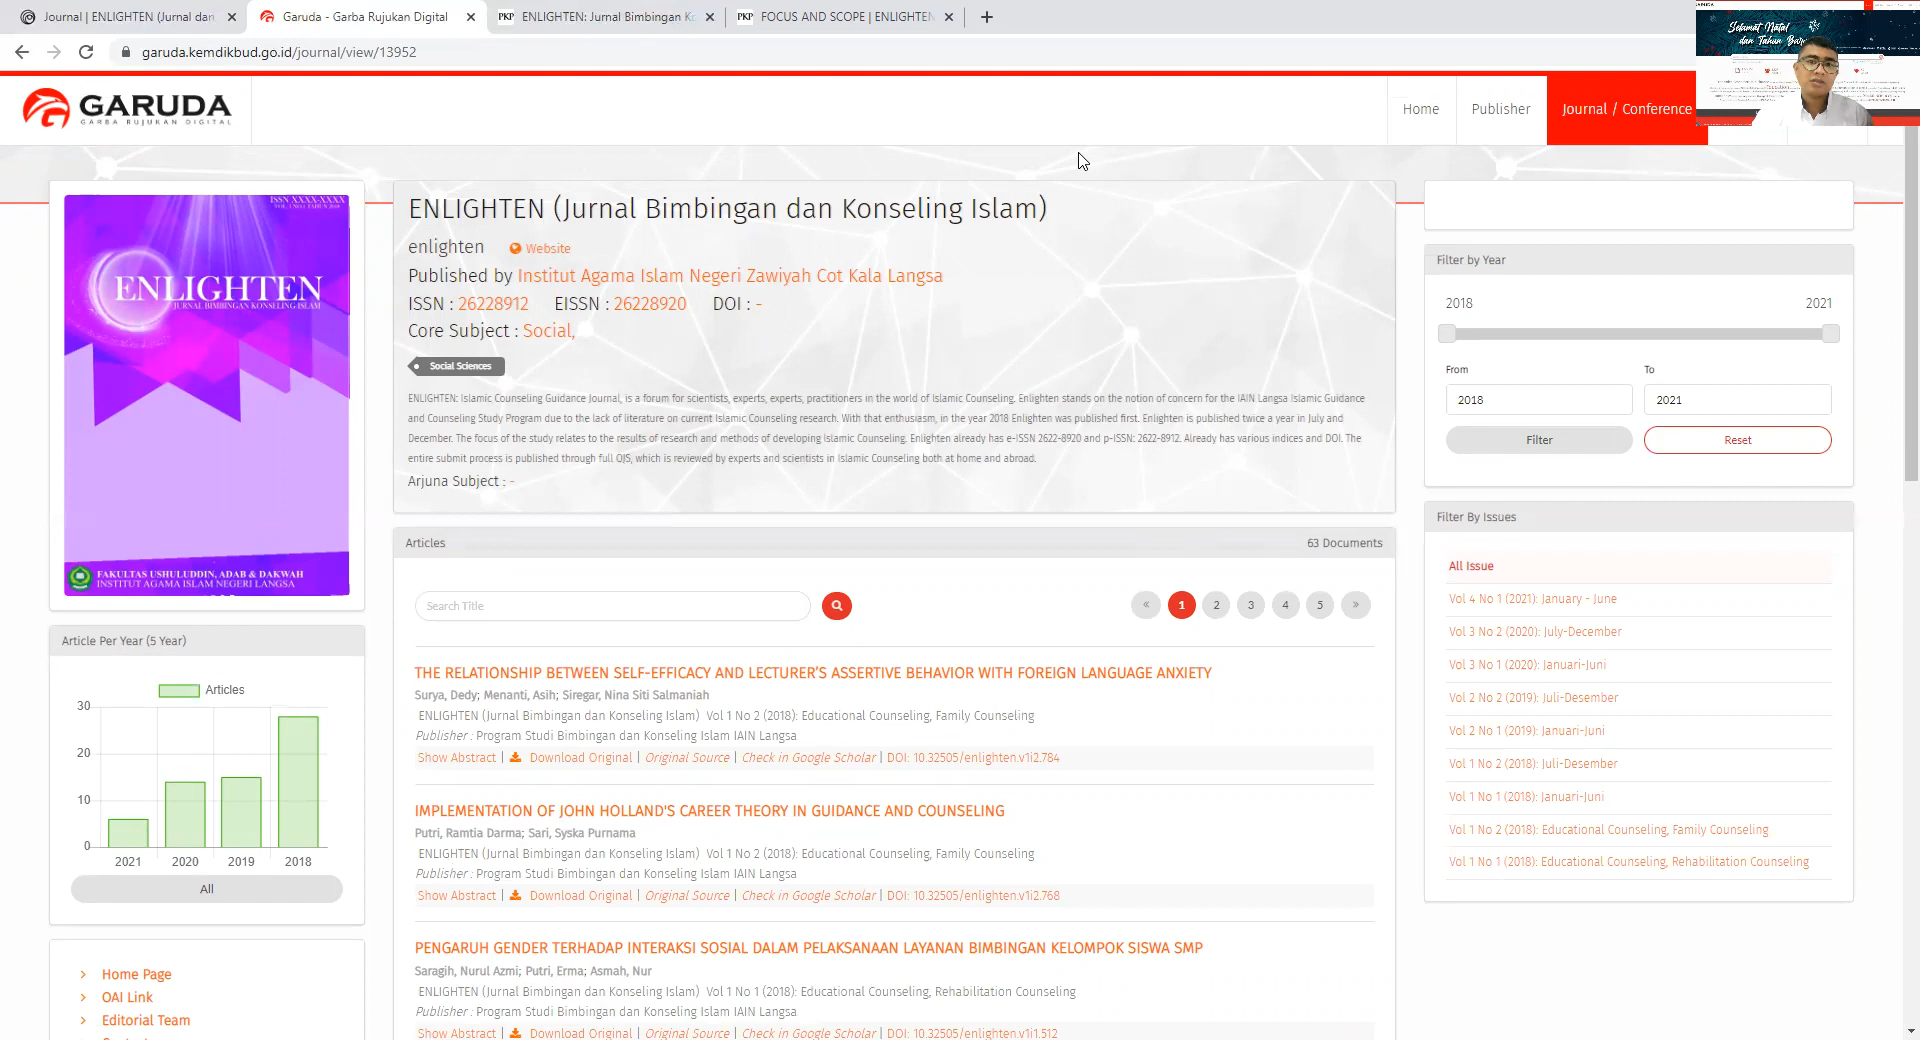 Journal | ENLIGHTEN (Jurnal dan
Garuda - Garba Rujukan Digital
PKP ENLIGHTEN: Jurnal Bimbingan Ko
PKP FOCUS AND SCOPE | ENLIGHTEN
garuda.kemdikbud.go.id/journal/view/13952
Selamat Natal
dan Tahun Baru
GARUDA
GARBA RUJUKAN DIGITAL
Home
Publisher
Journal / Conference
ISSN XXXX-XXXX
ENLIGHTEN
JURNAL BIMBINGAN KONSELING ISLAM
FAKULTAS USHULUDDIN, ADAB & DAKWAH
INSTITUT AGAMA ISLAM NEGERI LANGSA
Article Per Year (5 Year)
Articles
30
20
10
0
2021 2020 2019 2018
All
Home Page
OAI Link
Editorial Team
ENLIGHTEN (Jurnal Bimbingan dan Konseling Islam)
enlighten Website
Published by Institut Agama Islam Negeri Zawiyah Cot Kala Langsa
ISSN : 26228912 EISSN : 26228920 DOI : -
Core Subject : Social,
Social Sciences
ENLIGHTEN: Islamic Counseling Guidance Journal, is a forum for scientists, experts, experts, practitioners in the world of Islamic Counseling. Enlighten stands on the notion of concern for the IAIN Langsa Islamic Guidance
and Counseling Study Program due to the lack of literature on current Islamic Counseling research. With that enthusiasm, in the year 2018 Enlighten was published first. Enlighten is published twice a year in July and
December. The focus of the study relates to the results of research and methods of developing Islamic Counseling. Enlighten already has e-ISSN 2622-8920 and p-ISSN: 2622-8912. Already has various indices and DOI. The
entire submit process is published through full OJS, which is reviewed by experts and scientists in Islamic Counseling both at home and abroad.
Arjuna Subject : -
Articles
63 Documents
Search Title
« 1 2 3 4 5 »
THE RELATIONSHIP BETWEEN SELF-EFFICACY AND LECTURER'S ASSERTIVE BEHAVIOR WITH FOREIGN LANGUAGE ANXIETY
Surya, Dedy; Menanti, Asih; Siregar, Nina Siti Salmaniah
ENLIGHTEN (Jurnal Bimbingan dan Konseling Islam) Vol 1 No 2 (2018): Educational Counseling, Family Counseling
Publisher : Program Studi Bimbingan dan Konseling Islam IAIN Langsa
Show Abstract | Download Original | Original Source | Check in Google Scholar | DOI: 10.32505/enlighten.v1i2.784
IMPLEMENTATION OF JOHN HOLLAND'S CAREER THEORY IN GUIDANCE AND COUNSELING
Putri, Ramtia Darma; Sari, Syska Purnama
ENLIGHTEN (Jurnal Bimbingan dan Konseling Islam) Vol 1 No 2 (2018): Educational Counseling, Family Counseling
Publisher : Program Studi Bimbingan dan Konseling Islam IAIN Langsa
Show Abstract | Download Original | Original Source | Check in Google Scholar | DOI: 10.32505/enlighten.v1i2.768
PENGARUH GENDER TERHADAP INTERAKSI SOSIAL DALAM PELAKSANAAN LAYANAN BIMBINGAN KELOMPOK SISWA SMP
Saragih, Nurul Azmi; Putri, Erma; Asmah, Nur
ENLIGHTEN (Jurnal Bimbingan dan Konseling Islam) Vol 1 No 1 (2018): Educational Counseling, Rehabilitation Counseling
Publisher : Program Studi Bimbingan dan Konseling Islam IAIN Langsa
Show Abstract | Download Original | Original Source | Check in Google Scholar | DOI: 10.32505/enlighten.v1i1.512
Filter by Year
2018 2021
From To
2018 2021
Filter Reset
Filter By Issues
All Issue
Vol 4 No 1 (2021): January - June
Vol 3 No 2 (2020): July-December
Vol 3 No 1 (2020): Januari-Juni
Vol 2 No 2 (2019): Juli-Desember
Vol 2 No 1 (2019): Januari-Juni
Vol 1 No 2 (2018): Juli-Desember
Vol 1 No 1 (2018): Januari-Juni
Vol 1 No 2 (2018): Educational Counseling, Family Counseling
Vol 1 No 1 (2018): Educational Counseling, Rehabilitation Counseling